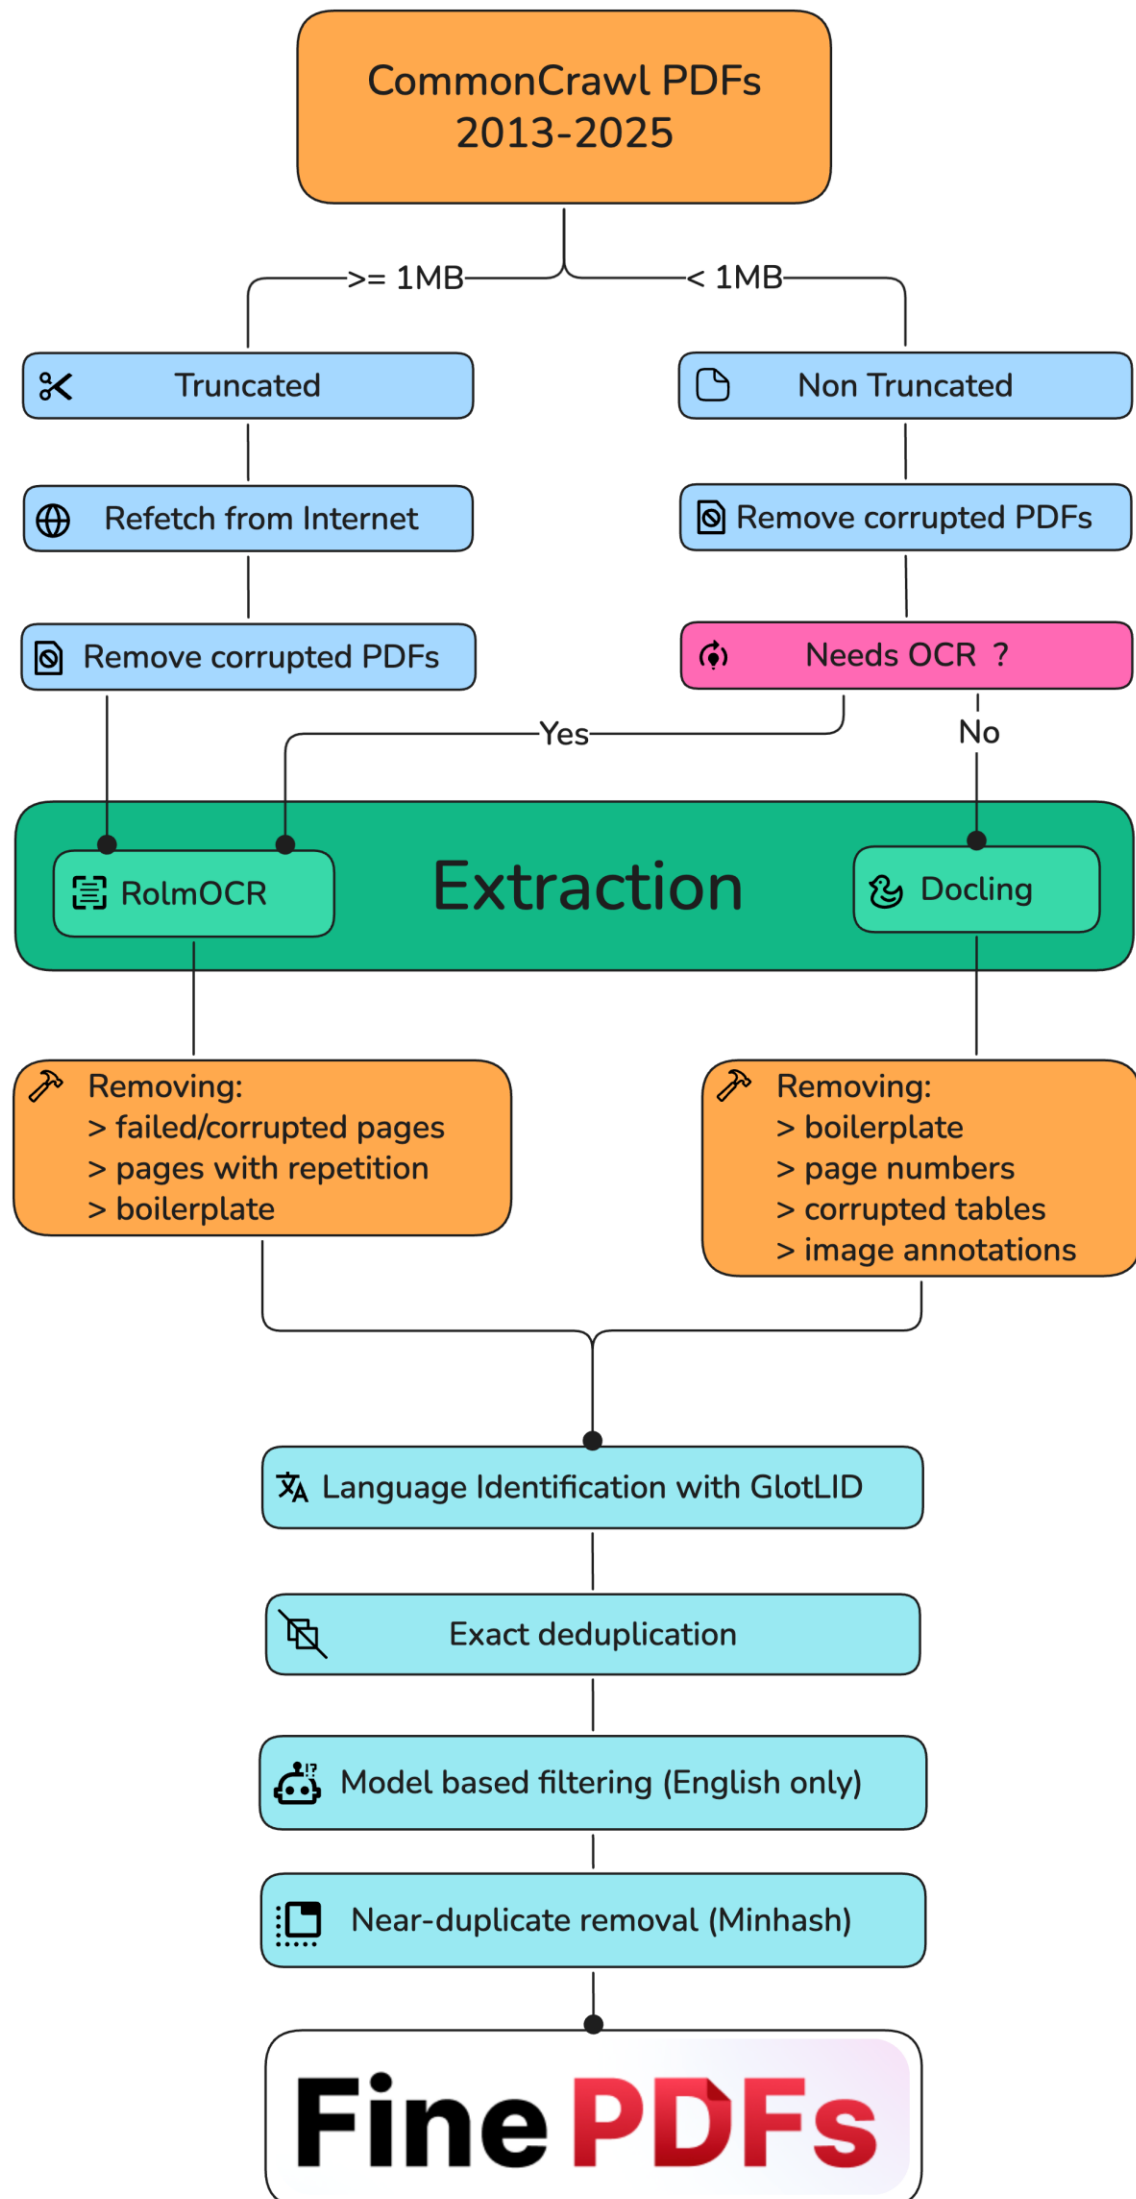 CommonCrawl PDFs
2013-2025
>= 1MB
< 1MB
Truncated
Non Truncated
Refetch from Internet
Remove corrupted PDFs
Remove corrupted PDFs
Needs OCR ?
Yes
No
RolmOCR
Extraction
Docling
Removing:
> failed/corrupted pages
> pages with repetition
> boilerplate
Removing:
> boilerplate
> page numbers
> corrupted tables
> image annotations
Language Identification with GlotLID
Exact deduplication
Model based filtering (English only)
Near-duplicate removal (Minhash)
Fine PDFs